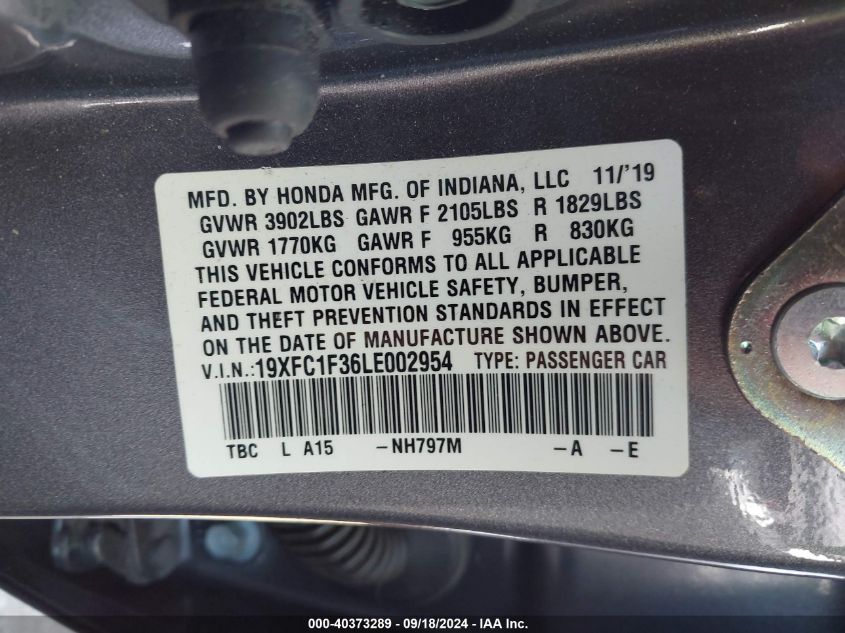 MFD. BY HONDA MFG. OF INDIANA, LLC 11/'19
GVWR 3902LBS GAWR F 2105LBS R 1829LBS
GVWR 1770KG GAWR F 955KG R 830KG
THIS VEHICLE CONFORMS TO ALL APPLICABLE
FEDERAL MOTOR VEHICLE SAFETY, BUMPER,
AND THEFT PREVENTION STANDARDS IN EFFECT
ON THE DATE OF MANUFACTURE SHOWN ABOVE.
V.I.N.:19XFC1F36LE002954 TYPE: PASSENGER CAR
TBC L A15 -NH797M -A -E
000-40373289 - 09/18/2024 - IAA Inc.